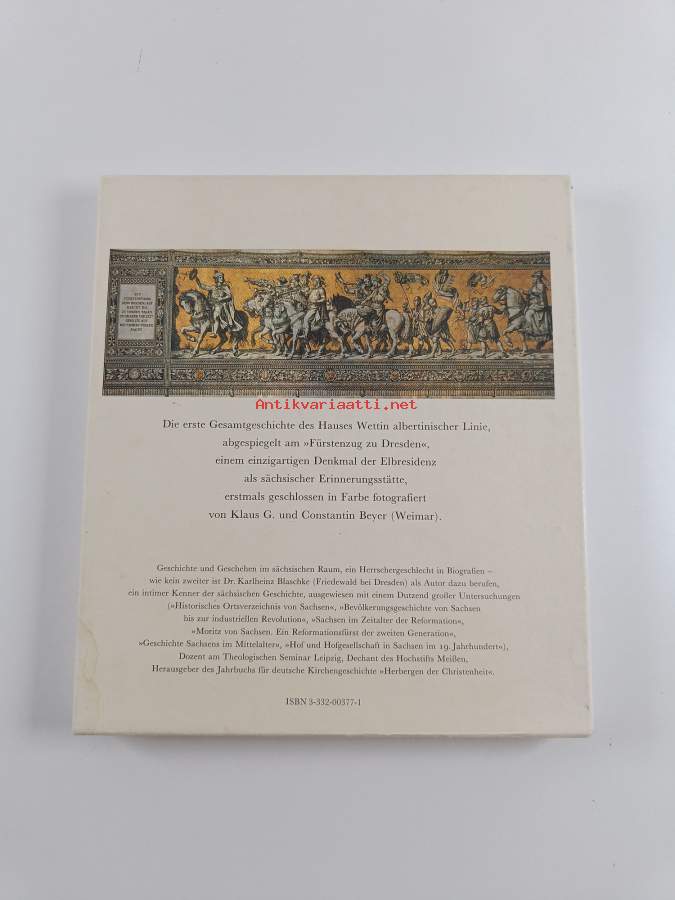 Antikvariaatti.net
Die erste Gesamtgeschichte des Hauses Wettin albertinischer Linie,
abgespiegelt am »Fürstenzug zu Dresden«,
einem einzigartigen Denkmal der Elbresidenz
als sächsischer Erinnerungsstätte,
erstmals geschlossen in Farbe fotografiert
von Klaus G. und Constantin Beyer (Weimar).
Geschichte und Geschehen im sächsischen Raum, ein Herrschergeschlecht in Biografien –
wie kein zweiter ist Dr. Karlheinz Blaschke (Friedewald bei Dresden) als Autor dazu berufen,
ein intimer Kenner der sächsischen Geschichte, ausgewiesen mit einem Dutzend großer Untersuchungen
(»Historisches Ortsverzeichnis von Sachsen«, »Bevölkerungsgeschichte von Sachsen
bis zur industriellen Revolution«, »Sachsen im Zeitalter der Reformation«,
»Moritz von Sachsen. Ein Reformationsfürst der zweiten Generation«,
»Geschichte Sachsens im Mittelalter«, »Hof und Hofgesellschaft in Sachsen im 19. Jahrhundert«),
Dozent am Theologischen Seminar Leipzig, Dechant des Hochstifts Meißen,
Herausgeber des Jahrbuchs für deutsche Kirchengeschichte »Herbergen der Christenheit«.
ISBN 3-332-00377-1